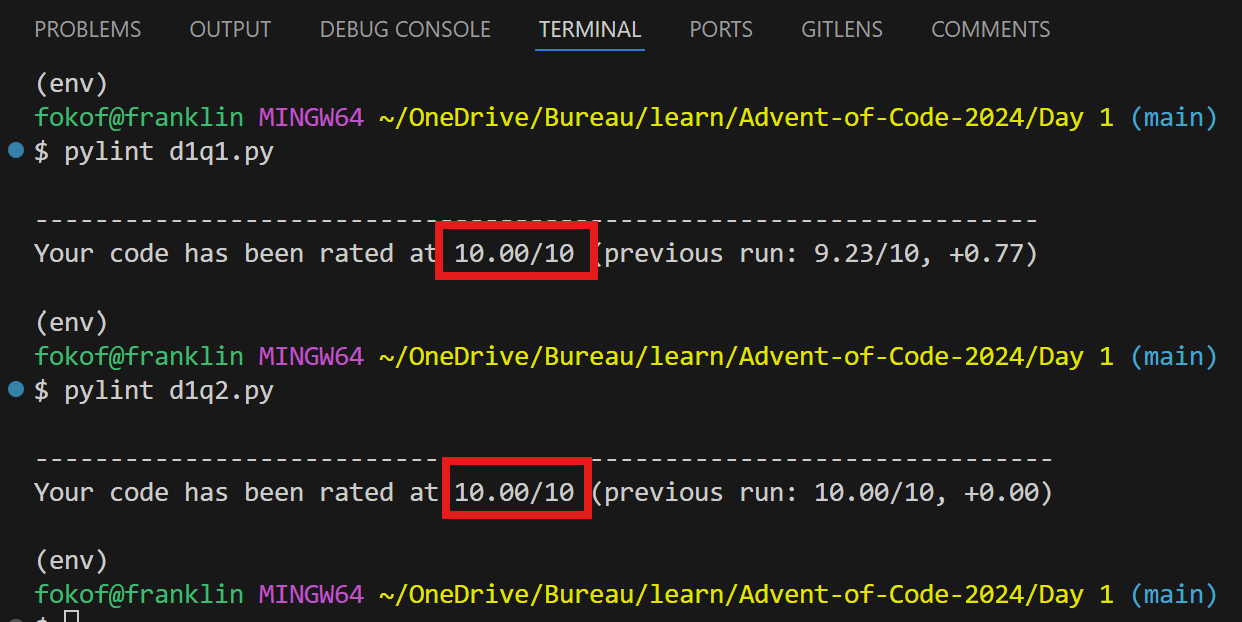 PROBLEMS OUTPUT DEBUG CONSOLE TERMINAL PORTS GITLENS COMMENTS
(env)
fokof@franklin MINGW64 ~/OneDrive/Bureau/learn/Advent-of-Code-2024/Day 1 (main)
$ pylint d1q1.py
-------------------------------------------------------------------
Your code has been rated at 10.00/10 (previous run: 9.23/10, +0.77)
(env)
fokof@franklin MINGW64 ~/OneDrive/Bureau/learn/Advent-of-Code-2024/Day 1 (main)
$ pylint d1q2.py
--------------------------------------------------------------------
Your code has been rated at 10.00/10 (previous run: 10.00/10, +0.00)
(env)
fokof@franklin MINGW64 ~/OneDrive/Bureau/learn/Advent-of-Code-2024/Day 1 (main)
$